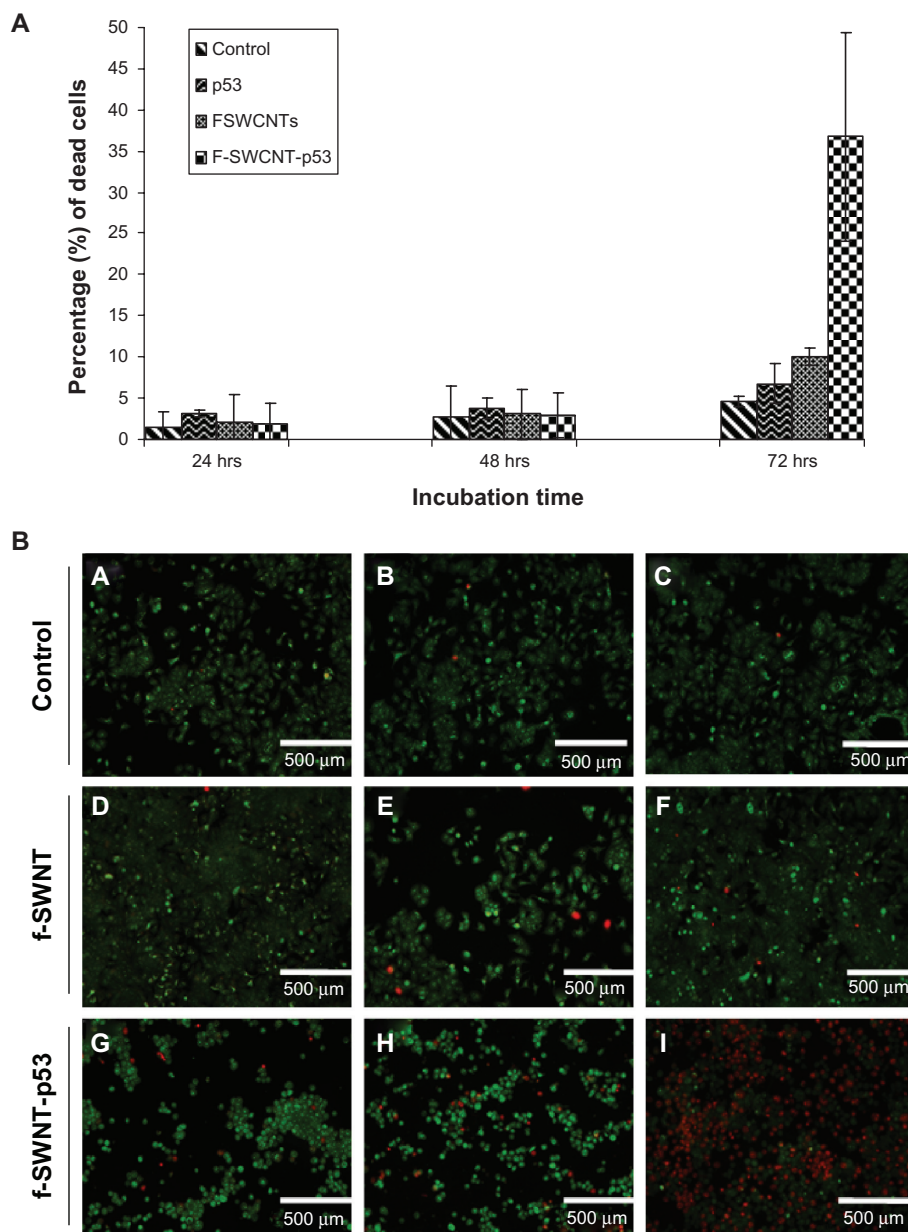 A
Percentage (%) of dead cells
50
45
40
35
30
25
20
15
10
5
0
Control
p53
FSWCNTs
F-SWCNT-p53
24 hrs
48 hrs
72 hrs
Incubation time
B
Control
A
500 µm
B
500 µm
C
500 µm
f-SWNT
D
500 µm
E
500 µm
F
500 µm
f-SWNT-p53
G
500 µm
H
500 µm
I
500 µm